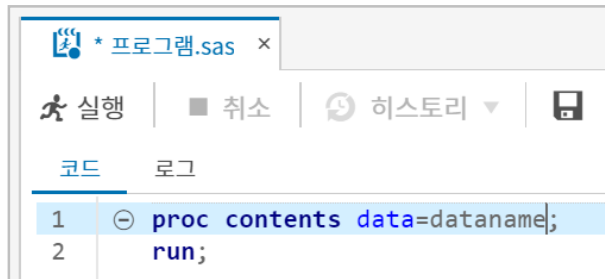 * 프로그램.sas ×
실행 취소 히스토리
코드 로그
1 proc contents data=dataname;
2 run;